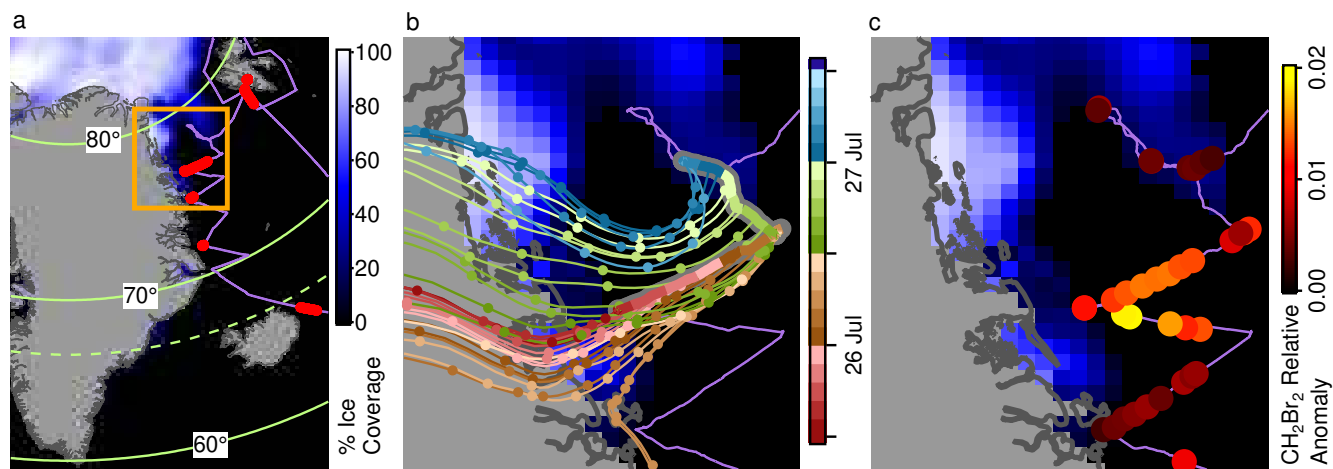 a
80°
70°
60°
100
80
60
40
20
0
% Ice
Coverage
b
27 Jul
26 Jul
c
0.02
0.01
0.00
CH₂Br₂ Relative
Anomaly